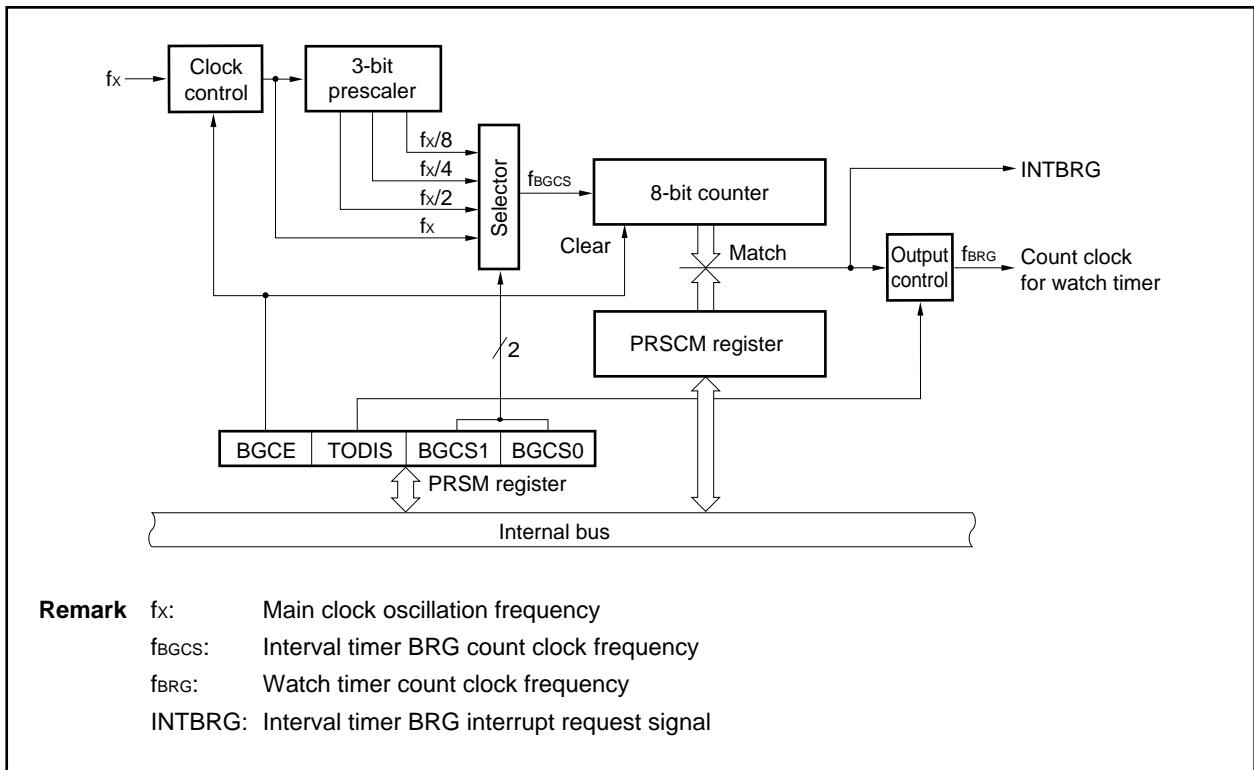 fX
Clock
control
3-bit
prescaler
fX/8
fX/4
fX/2
fX
Selector
fBGCS
8-bit counter
Clear
Match
INTBRG
Output
control
fBRG
Count clock
for watch timer
PRSCM register
2
BGCE TODIS BGCS1 BGCS0
PRSM register
Internal bus
Remark fX: Main clock oscillation frequency
fBGCS: Interval timer BRG count clock frequency
fBRG: Watch timer count clock frequency
INTBRG: Interval timer BRG interrupt request signal